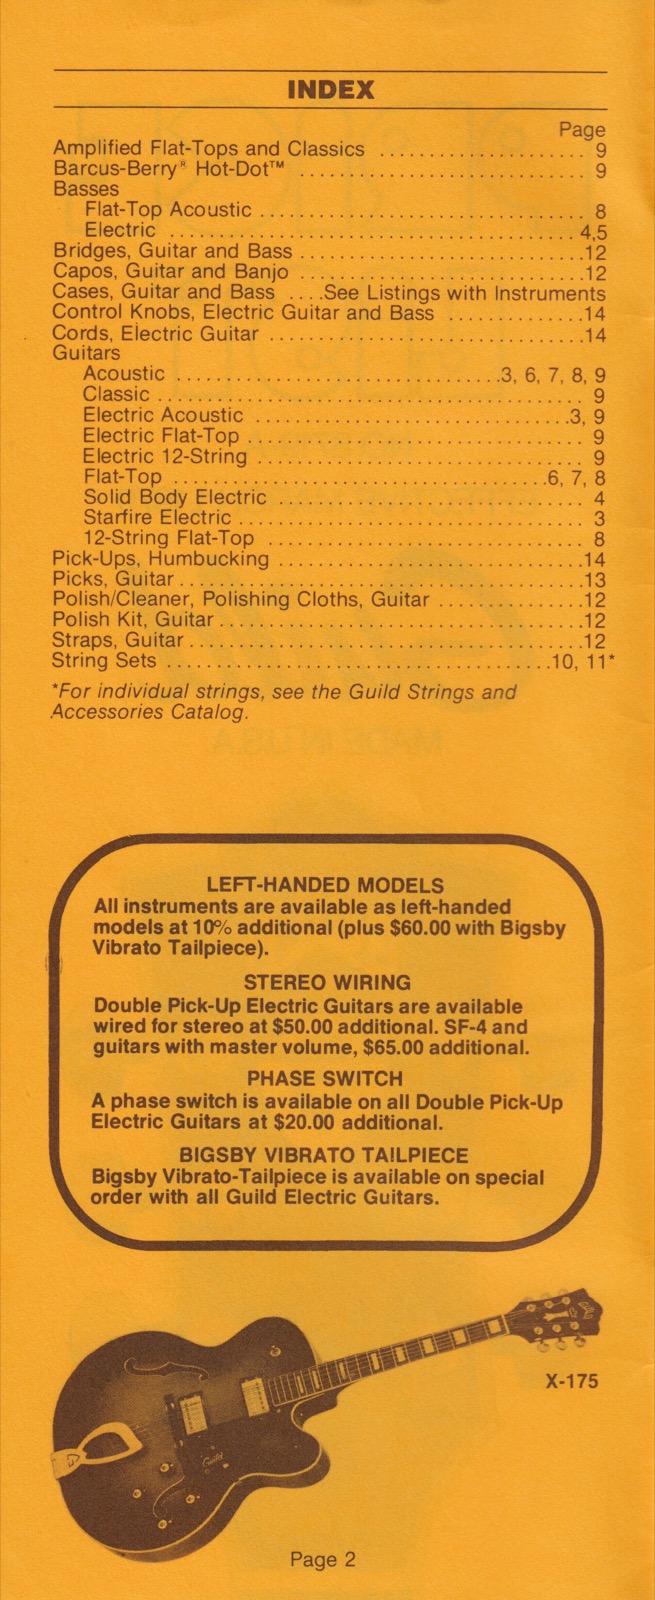 INDEX
Page
Amplified Flat-Tops and Classics ..................... 9
Barcus-Berry® Hot-Dot™ ............................. 9
Basses
Flat-Top Acoustic ................................. 8
Electric ........................................... 4,5
Bridges, Guitar and Bass ............................. 12
Capos, Guitar and Banjo .............................. 12
Cases, Guitar and Bass ....See Listings with Instruments
Control Knobs, Electric Guitar and Bass ............. 14
Cords, Electric Guitar ............................... 14
Guitars
Acoustic .................................3, 6, 7, 8, 9
Classic ............................................ 9
Electric Acoustic .................................3, 9
Electric Flat-Top ................................... 9
Electric 12-String .................................. 9
Flat-Top .......................................6, 7, 8
Solid Body Electric ................................. 4
Starfire Electric .................................... 3
12-String Flat-Top .................................. 8
Pick-Ups, Humbucking ............................... 14
Picks, Guitar ........................................ 13
Polish/Cleaner, Polishing Cloths, Guitar .............. 12
Polish Kit, Guitar .................................... 12
Straps, Guitar ........................................ 12
String Sets .......................................10, 11*
*For individual strings, see the Guild Strings and
Accessories Catalog.
LEFT-HANDED MODELS
All instruments are available as left-handed
models at 10% additional (plus $60.00 with Bigsby
Vibrato Tailpiece).
STEREO WIRING
Double Pick-Up Electric Guitars are available
wired for stereo at $50.00 additional. SF-4 and
guitars with master volume, $65.00 additional.
PHASE SWITCH
A phase switch is available on all Double Pick-Up
Electric Guitars at $20.00 additional.
BIGSBY VIBRATO TAILPIECE
Bigsby Vibrato-Tailpiece is available on special
order with all Guild Electric Guitars.
Guild
X-175
Guild
Page 2